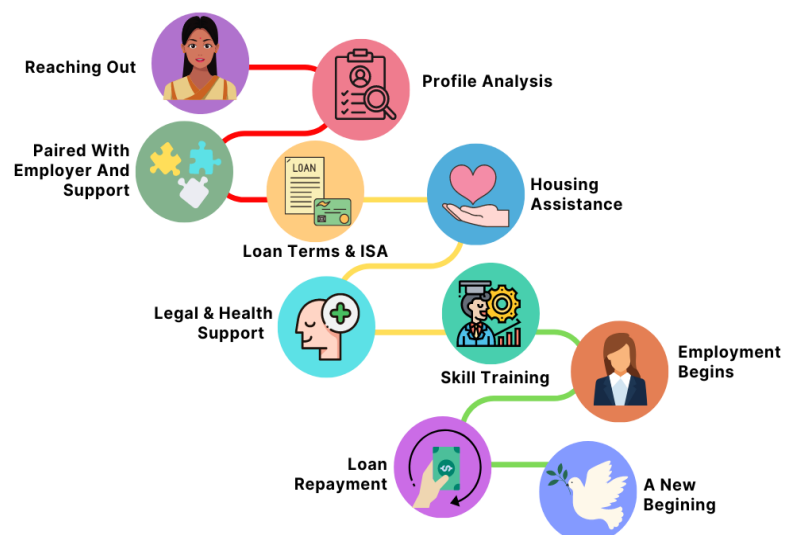 Reaching Out
Profile Analysis
Paired With
Employer And
Support
LOAN
Loan Terms & ISA
Housing
Assistance
Legal & Health
Support
Skill Training
Employment
Begins
Loan
Repayment
$
A New
Begining